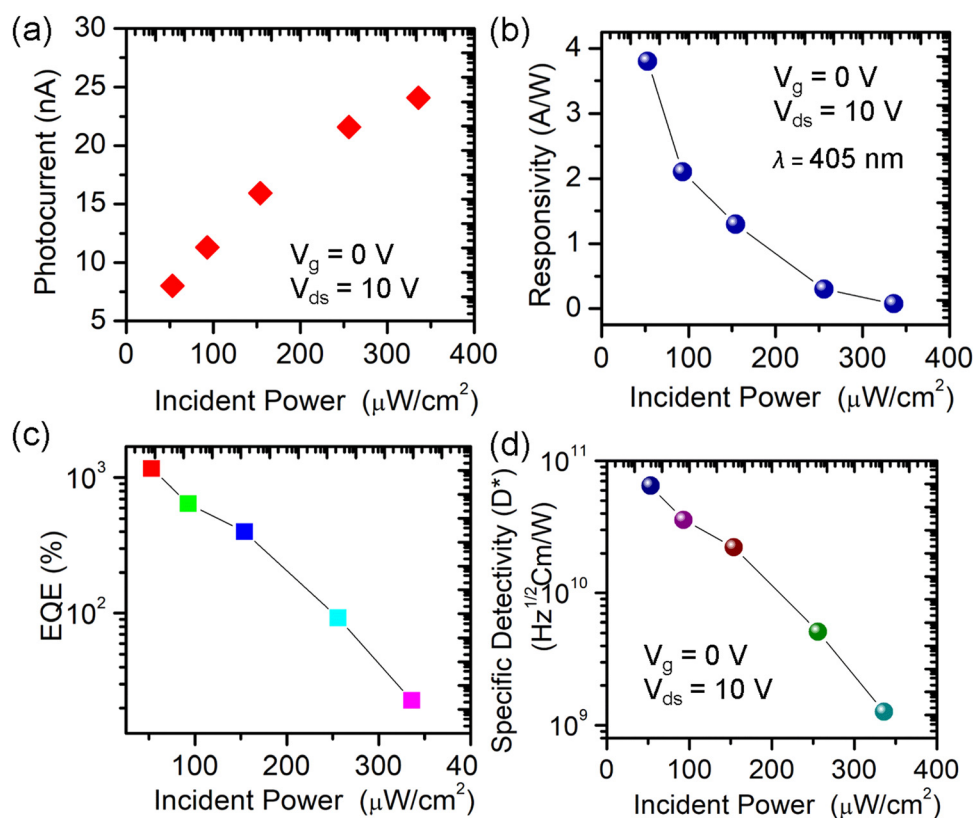 (a)
30
25
20
15
10
5
Photocurrent (nA)
V_g = 0 V
V_ds = 10 V
0 100 200 300 400
Incident Power (μW/cm²)
(b)
4
3
2
1
0
Responsivity (A/W)
V_g = 0 V
V_ds = 10 V
λ = 405 nm
0 100 200 300 400
Incident Power (μW/cm²)
(c)
10³
10²
EQE (%)
100 200 300 40
Incident Power (μW/cm²)
(d)
10¹¹
10¹⁰
10⁹
Specific Detectivity (D*)
(Hz^1/2Cm/W)
V_g = 0 V
V_ds = 10 V
0 100 200 300 400
Incident Power (μW/cm²)